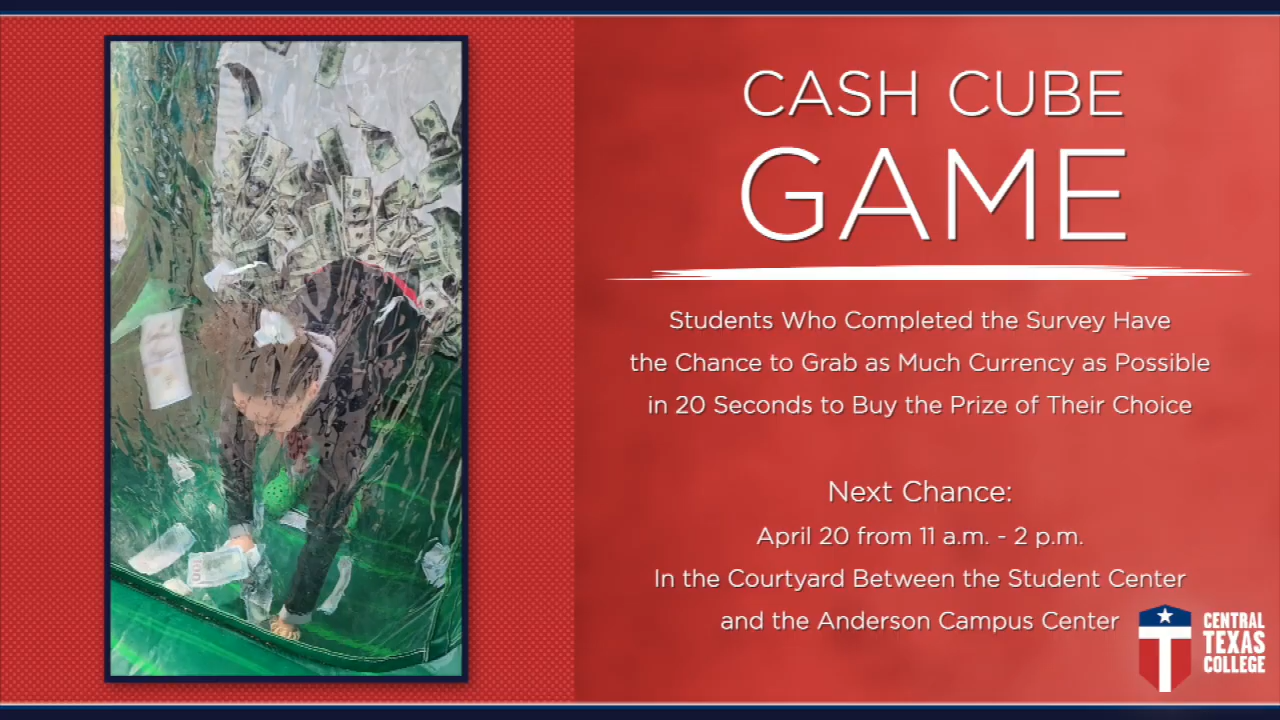 CASH CUBE
GAME
Students Who Completed the Survey Have
the Chance to Grab as Much Currency as Possible
in 20 Seconds to Buy the Prize of Their Choice
Next Chance:
April 20 from 11 a.m. - 2 p.m.
In the Courtyard Between the Student Center
and the Anderson Campus Center
CENTRAL
TEXAS
COLLEGE